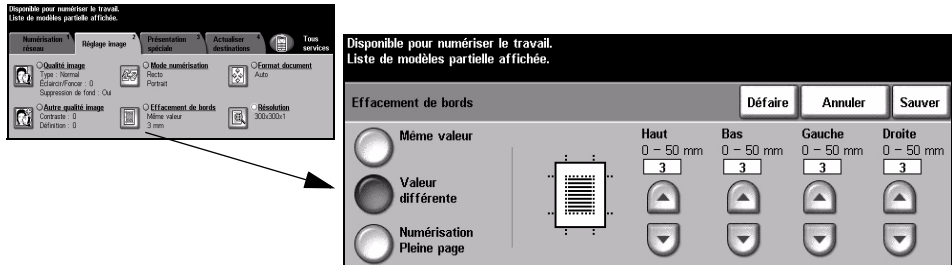 Disponible pour numériser le travail.
Liste de modèles partielle affichée.
Numérisation réseau 1
Réglage image 2
Présentation spéciale 3
Actualiser destinations 4
Tous services
Qualité image
Type : Normal
Éclaircir/Foncer : 0
Suppression de fond : Oui
Mode numérisation
Recto
Portrait
Format document
Auto
Autre qualité image
Contraste : 0
Définition : 0
Effacement de bords
Même valeur
3 mm
Résolution
300x300x1
Disponible pour numériser le travail.
Liste de modèles partielle affichée.
Effacement de bords
Défaire
Annuler
Sauver
Même valeur
Valeur
différente
Numérisation
Pleine page
Haut Bas Gauche Droite
0 – 50 mm 0 – 50 mm 0 – 50 mm 0 – 50 mm
3 3 3 3